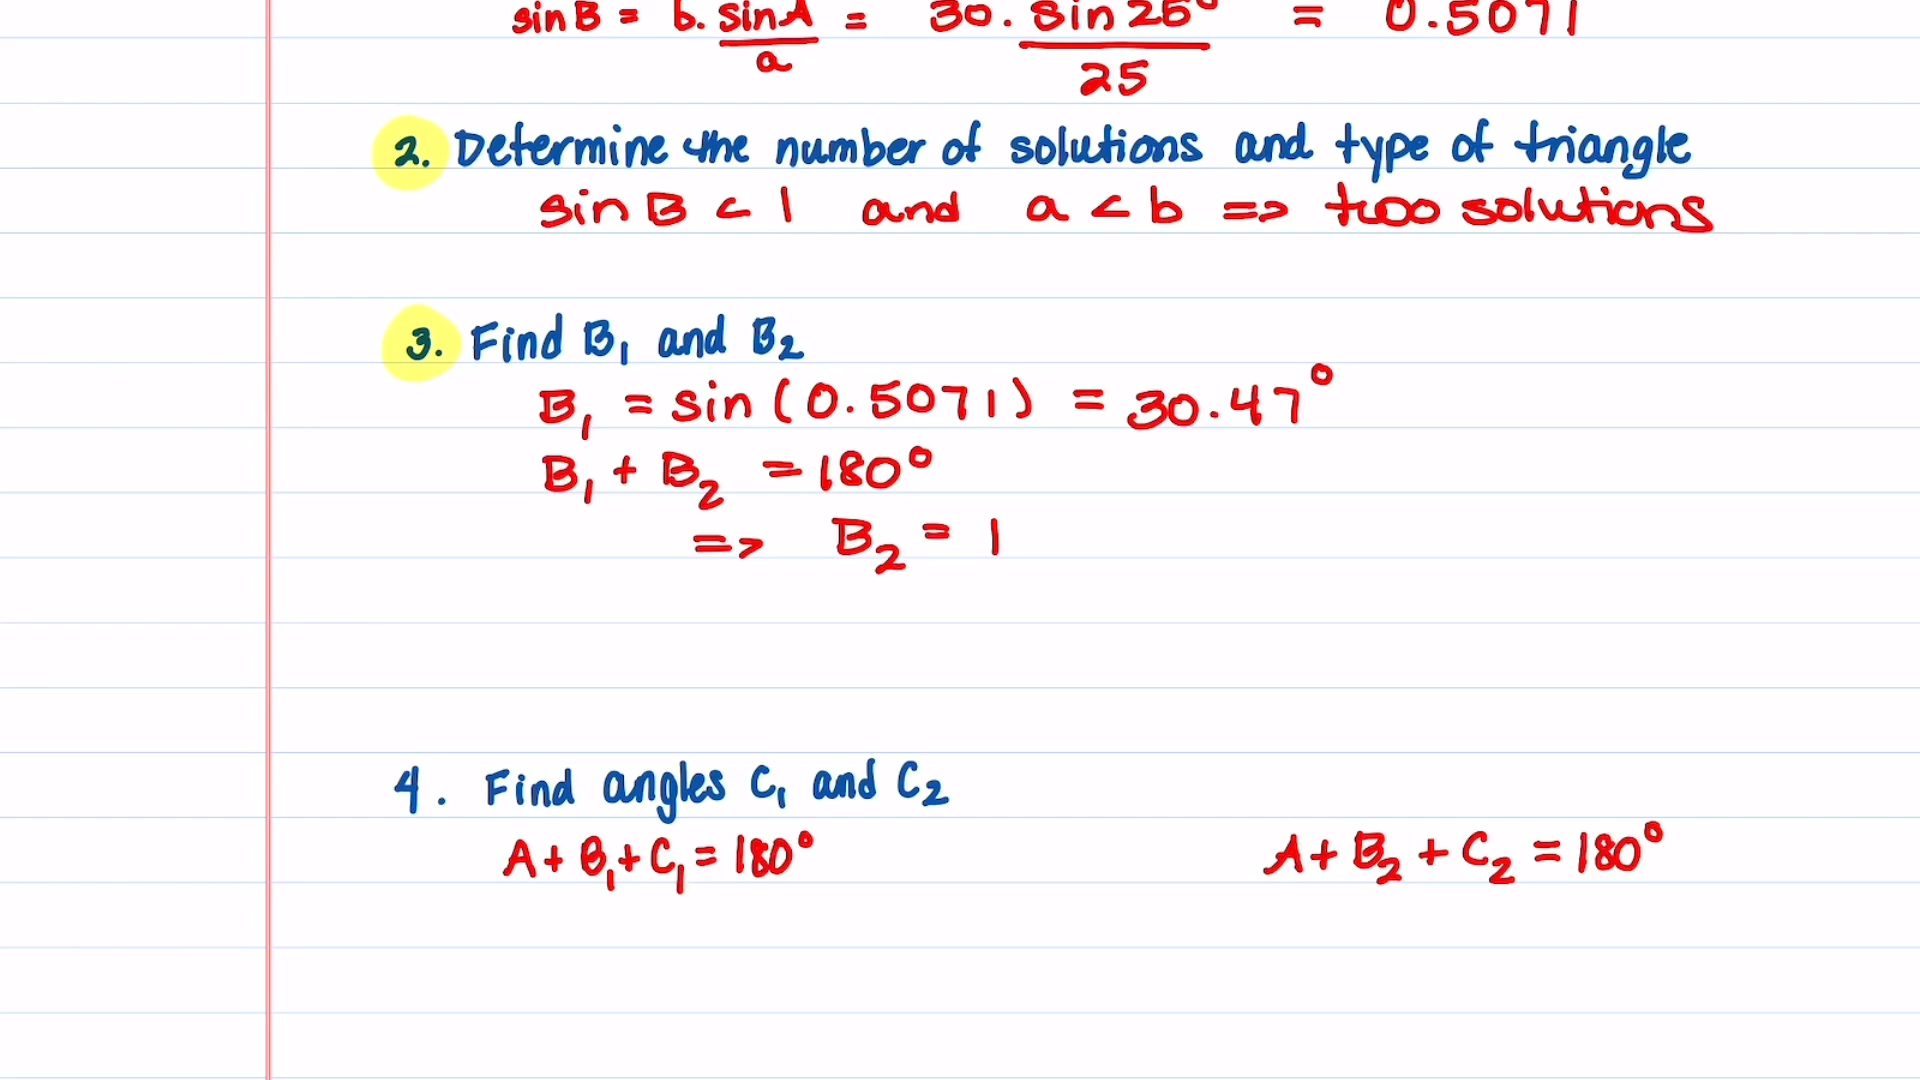 sin B = b. sin A / a = 30. sin 25° / 25 = 0.5071
2. Determine the number of solutions and type of triangle
sin B < 1 and a < b => two solutions
3. Find B₁ and B₂
B₁ = sin (0.5071) = 30.47°
B₁ + B₂ = 180°
=> B₂ = 1
4. Find angles C₁ and C₂
A + B₁ + C₁ = 180° A + B₂ + C₂ = 180°